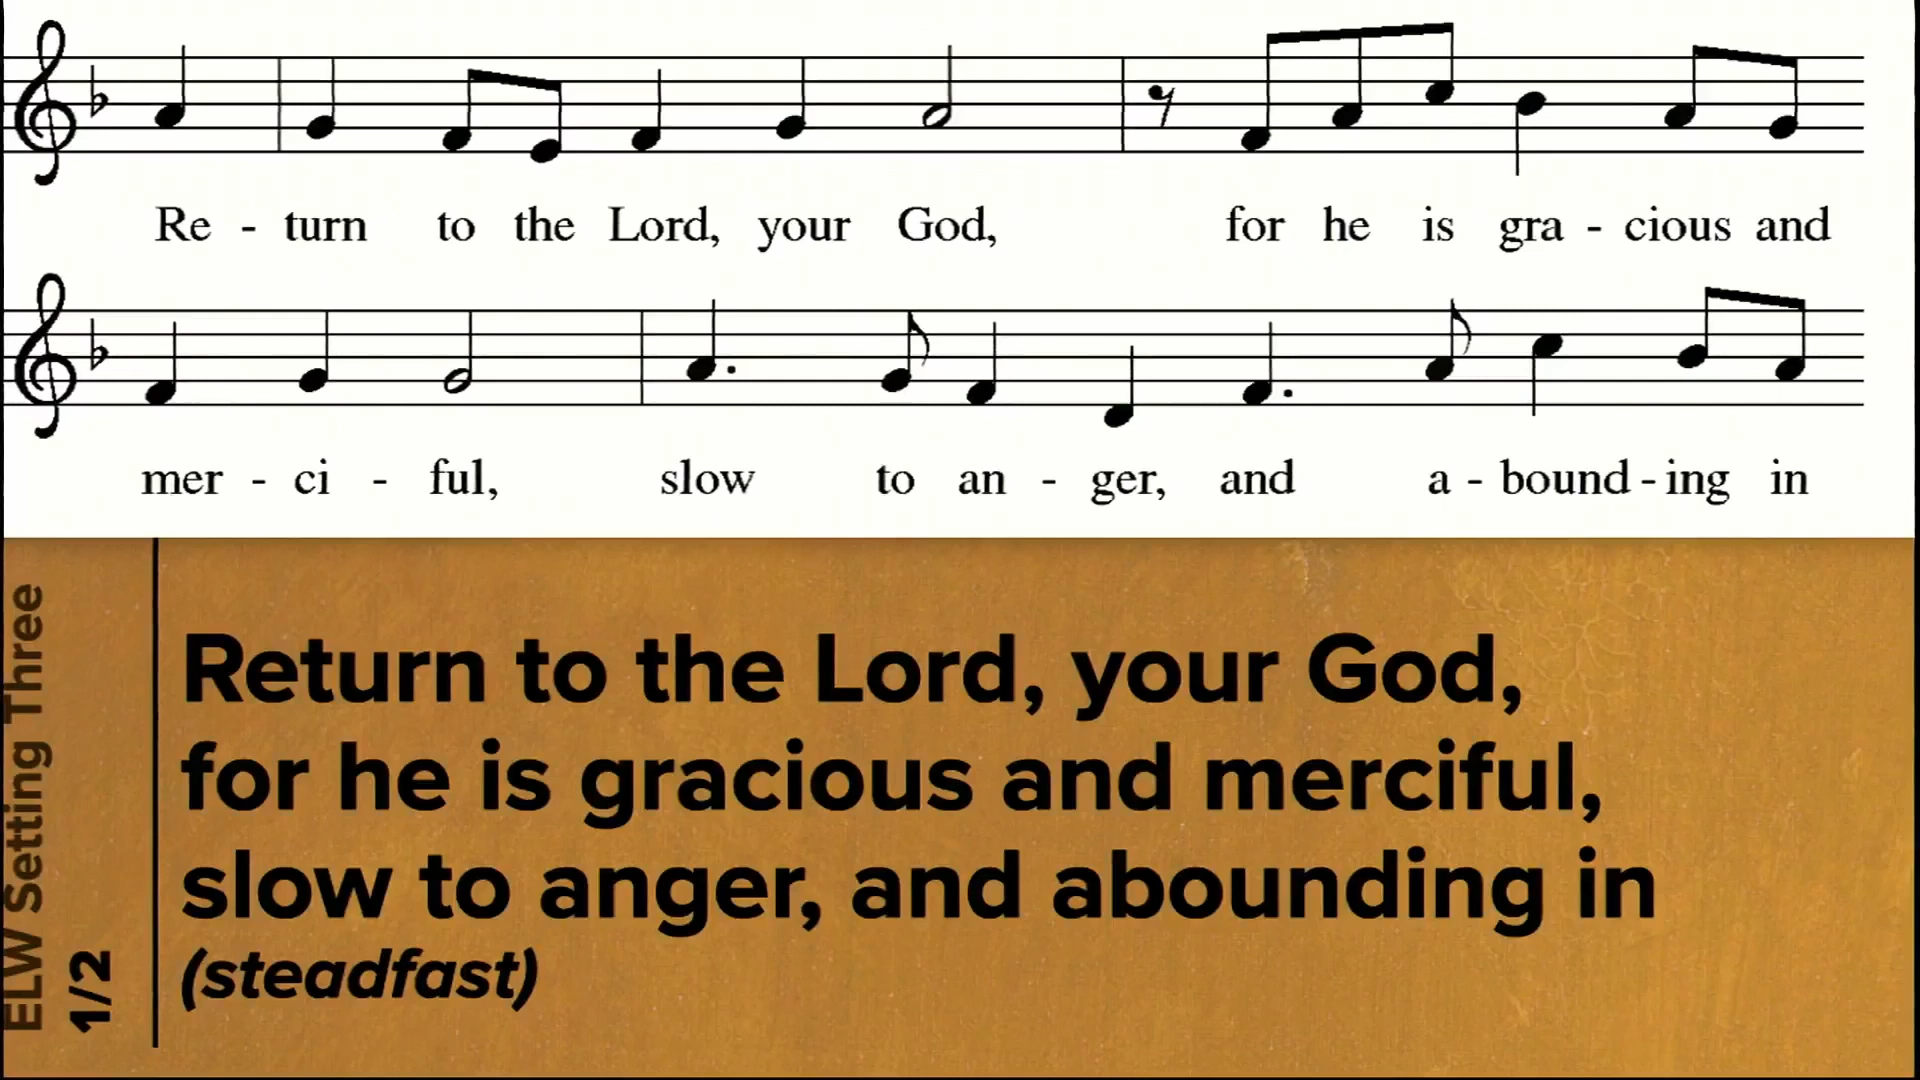 Re - turn to the Lord, your God, for he is gra - cious and
mer - ci - ful, slow to an - ger, and a - bound - ing in
ELW Setting Three
1/2
Return to the Lord, your God,
for he is gracious and merciful,
slow to anger, and abounding in
(steadfast)